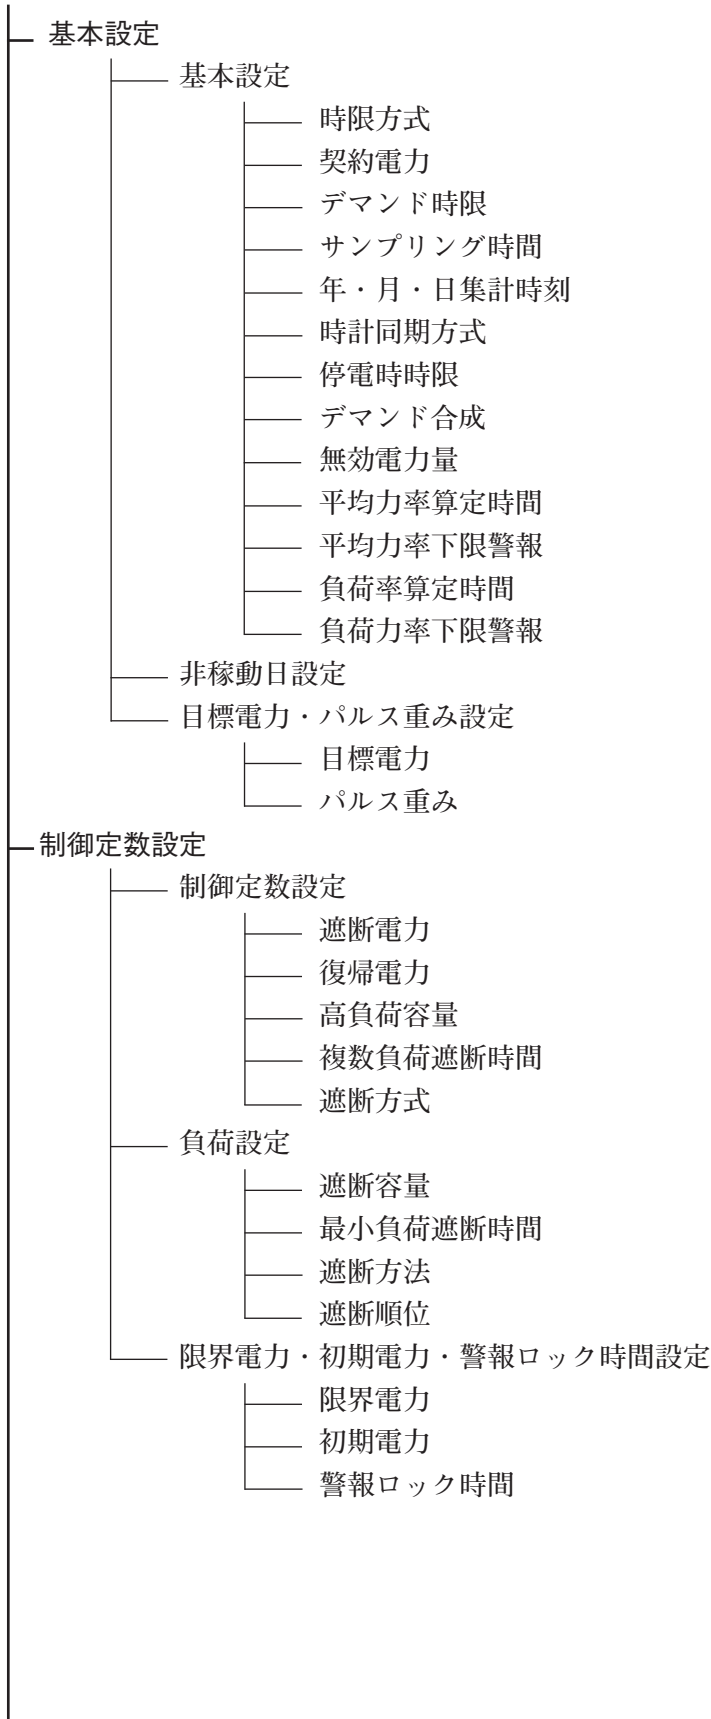 基本設定
基本設定
時限方式
契約電力
デマンド時限
サンプリング時間
年・月・日集計時刻
時計同期方式
停電時時限
デマンド合成
無効電力量
平均力率算定時間
平均力率下限警報
負荷率算定時間
負荷力率下限警報
非稼動日設定
目標電力・パルス重み設定
目標電力
パルス重み
制御定数設定
制御定数設定
遮断電力
復帰電力
高負荷容量
複数負荷遮断時間
遮断方式
負荷設定
遮断容量
最小負荷遮断時間
遮断方法
遮断順位
限界電力・初期電力・警報ロック時間設定
限界電力
初期電力
警報ロック時間